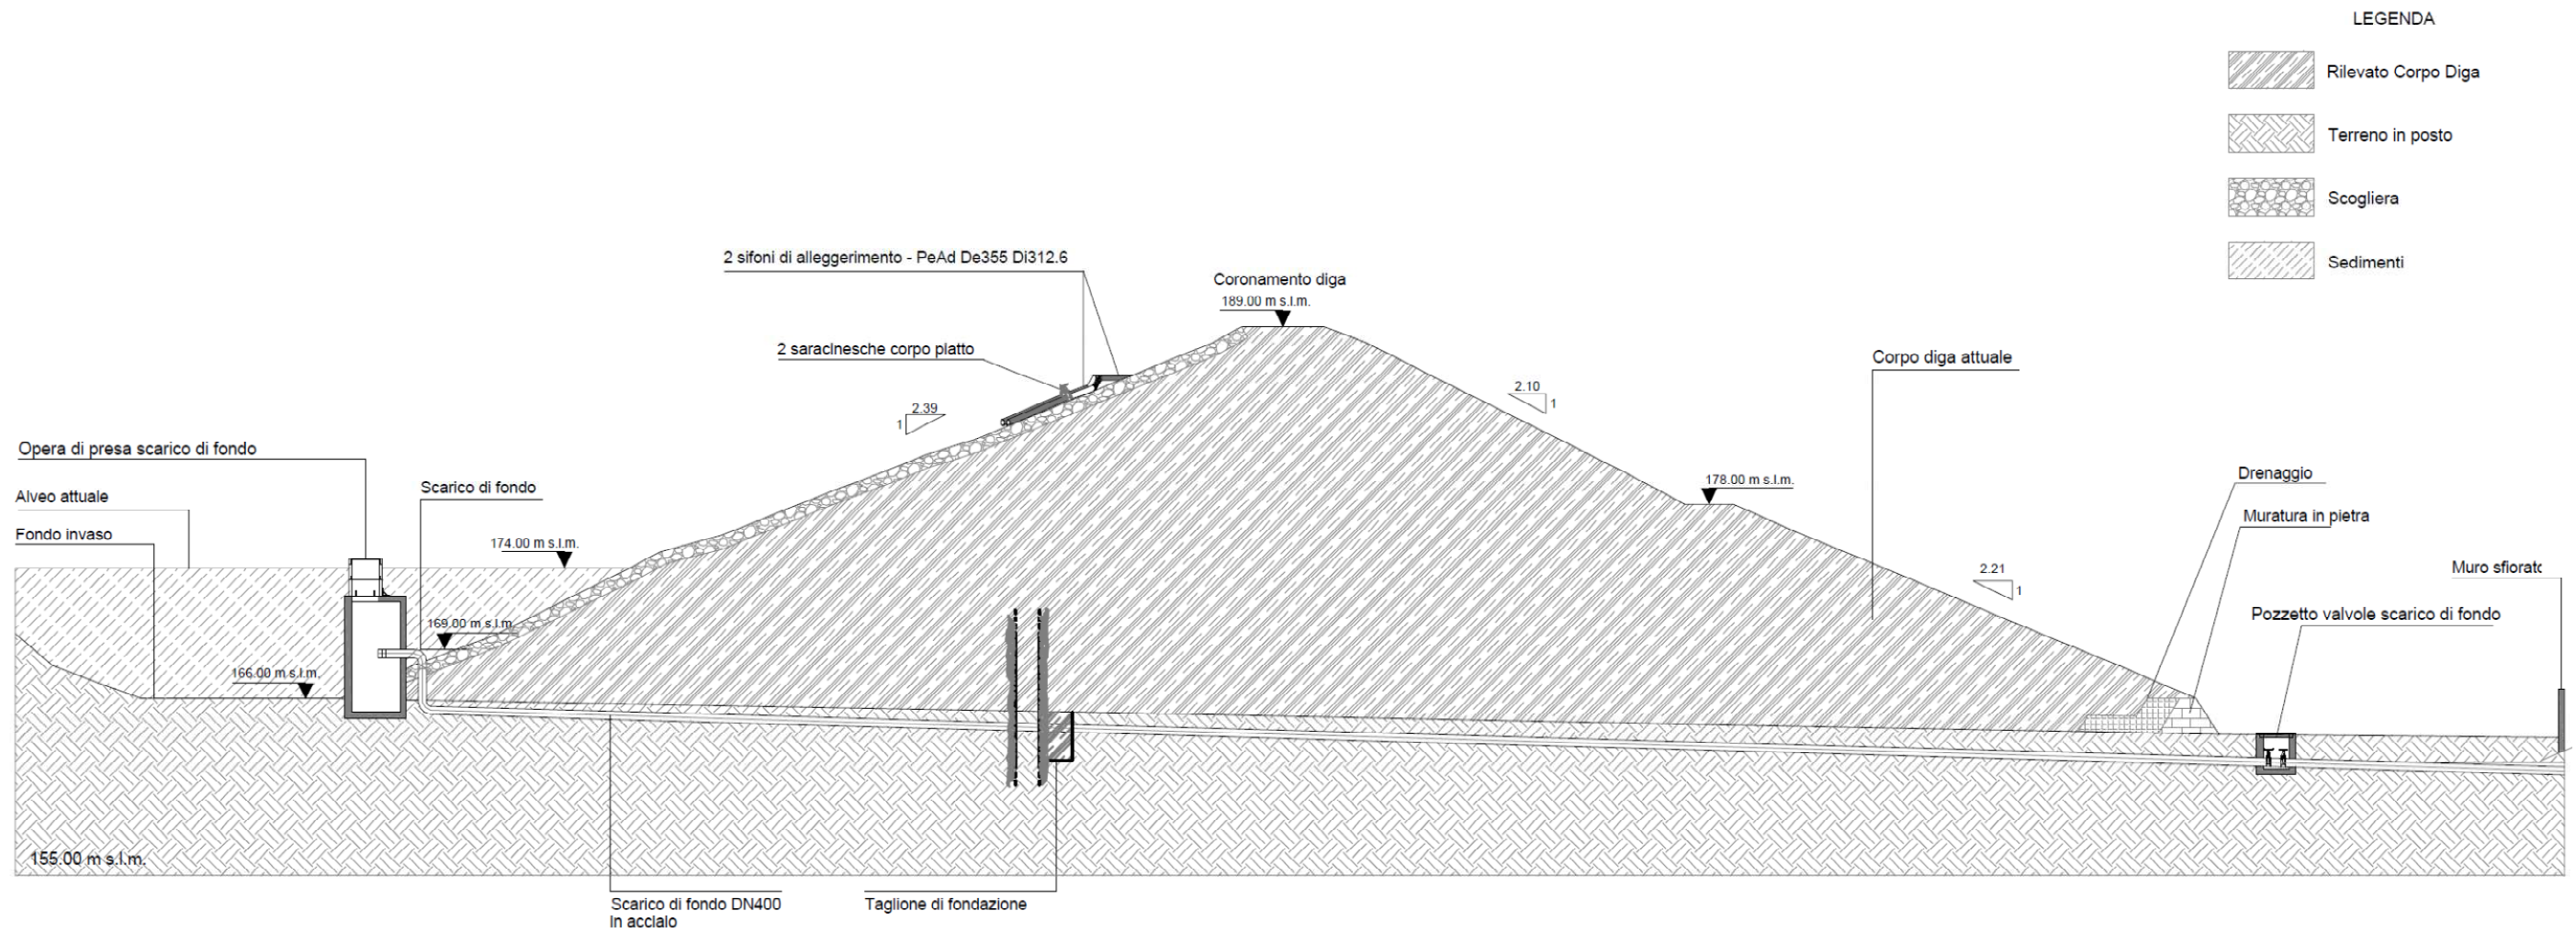 LEGENDA
Rilevato Corpo Diga
Terreno in posto
Scogliera
Sedimenti
2 sifoni di alleggerimento - PeAd De355 Di312.6
Coronamento diga
189.00 m s.l.m.
2 saracinesche corpo piatto
Corpo diga attuale
2.10
1
2.39
1
Opera di presa scarico di fondo
Scarico di fondo
Alveo attuale
Fondo invaso
174.00 m s.l.m.
178.00 m s.l.m.
Drenaggio
Muratura in pietra
2.21
1
Muro sfiorato
Pozzetto valvole scarico di fondo
169.00 m s.l.m.
166.00 m s.l.m.
155.00 m s.l.m.
Scarico di fondo DN400
In acciaio
Taglione di fondazione